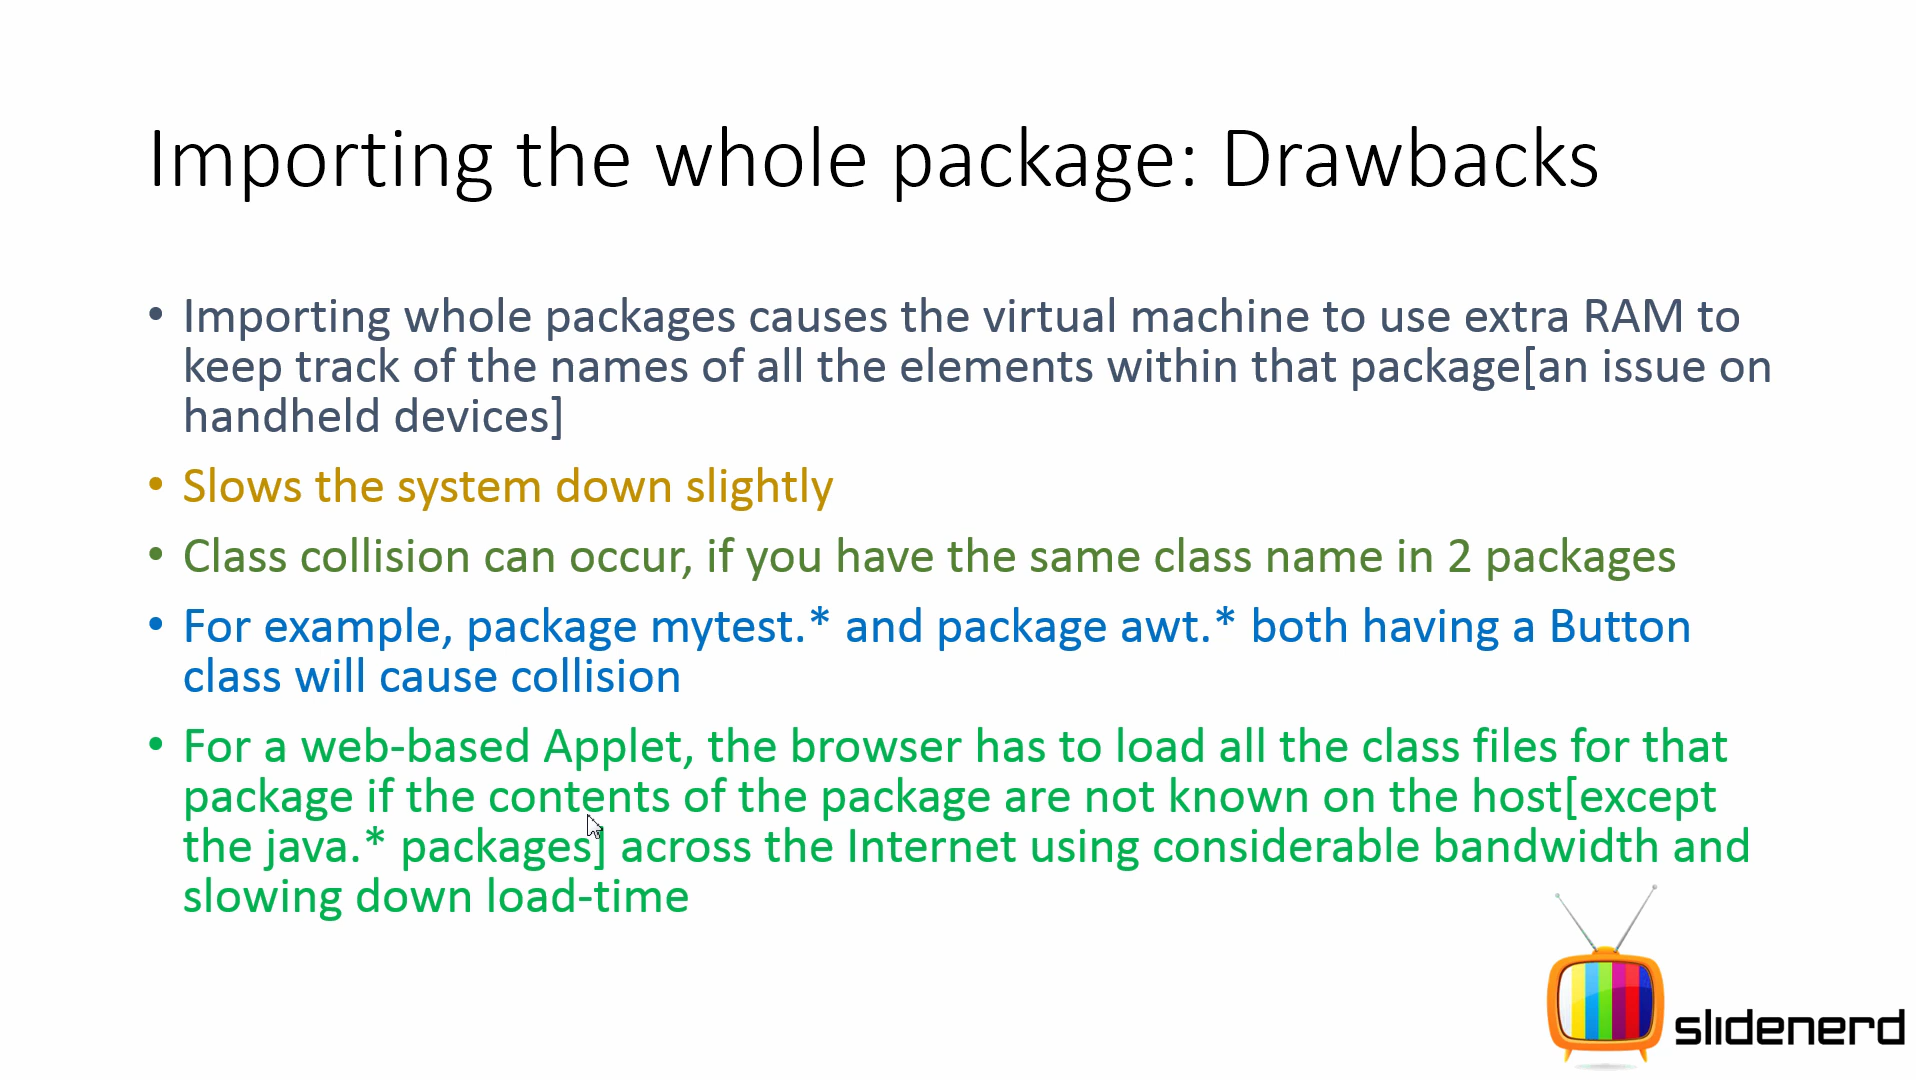 Importing the whole package: Drawbacks
• Importing whole packages causes the virtual machine to use extra RAM to
keep track of the names of all the elements within that package[an issue on
handheld devices]
• Slows the system down slightly
• Class collision can occur, if you have the same class name in 2 packages
• For example, package mytest.* and package awt.* both having a Button
class will cause collision
• For a web-based Applet, the browser has to load all the class files for that
package if the contents of the package are not known on the host[except
the java.* packages] across the Internet using considerable bandwidth and
slowing down load-time
slidenerd